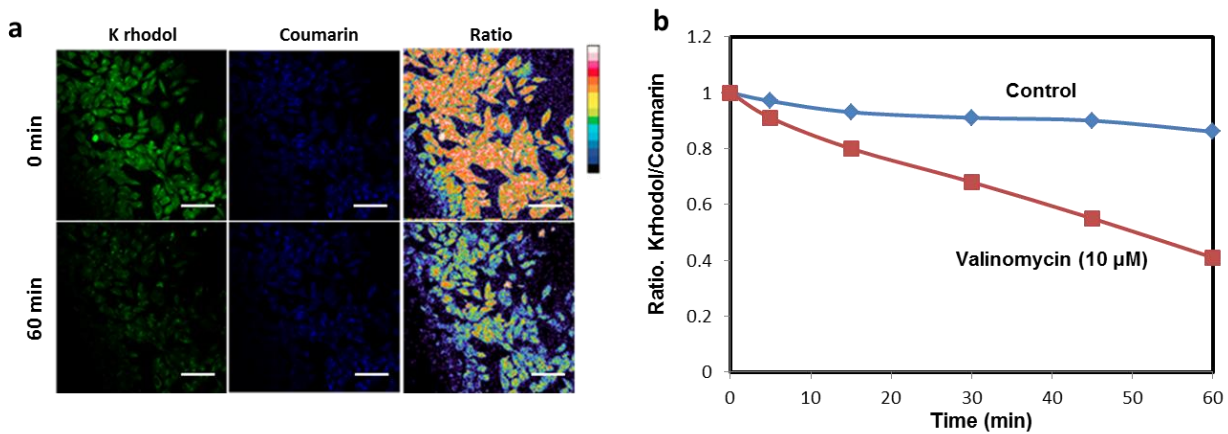 a
K rhodol
Coumarin
Ratio
0 min
60 min
b
Ratio. Krhodol/Coumarin
1.2
1
0.8
0.6
0.4
0.2
0
Control
Valinomycin (10 µM)
0
10
20
30
40
50
60
Time (min)